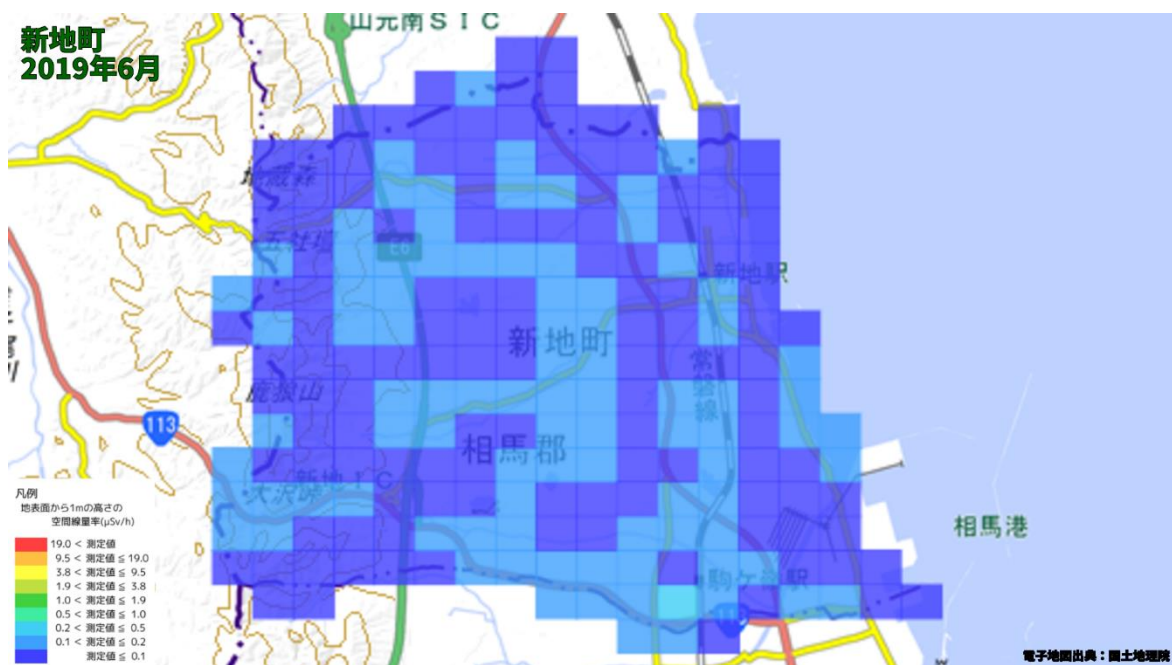 新地町
2019年6月
山元南SIC
地蔵森
五社壇
E6
新地駅
新地町
常磐線
鹿狼山
113
相馬郡
新地IC
大沢峠
相馬港
駒ケ嶺駅
113
凡例
地表面から1mの高さの
空間線量率(μSv/h)
19.0 < 測定値
9.5 < 測定値 ≤ 19.0
3.8 < 測定値 ≤ 9.5
1.9 < 測定値 ≤ 3.8
1.0 < 測定値 ≤ 1.9
0.5 < 測定値 ≤ 1.0
0.2 < 測定値 ≤ 0.5
0.1 < 測定値 ≤ 0.2
測定値 ≤ 0.1
電子地図出典：国土地理院